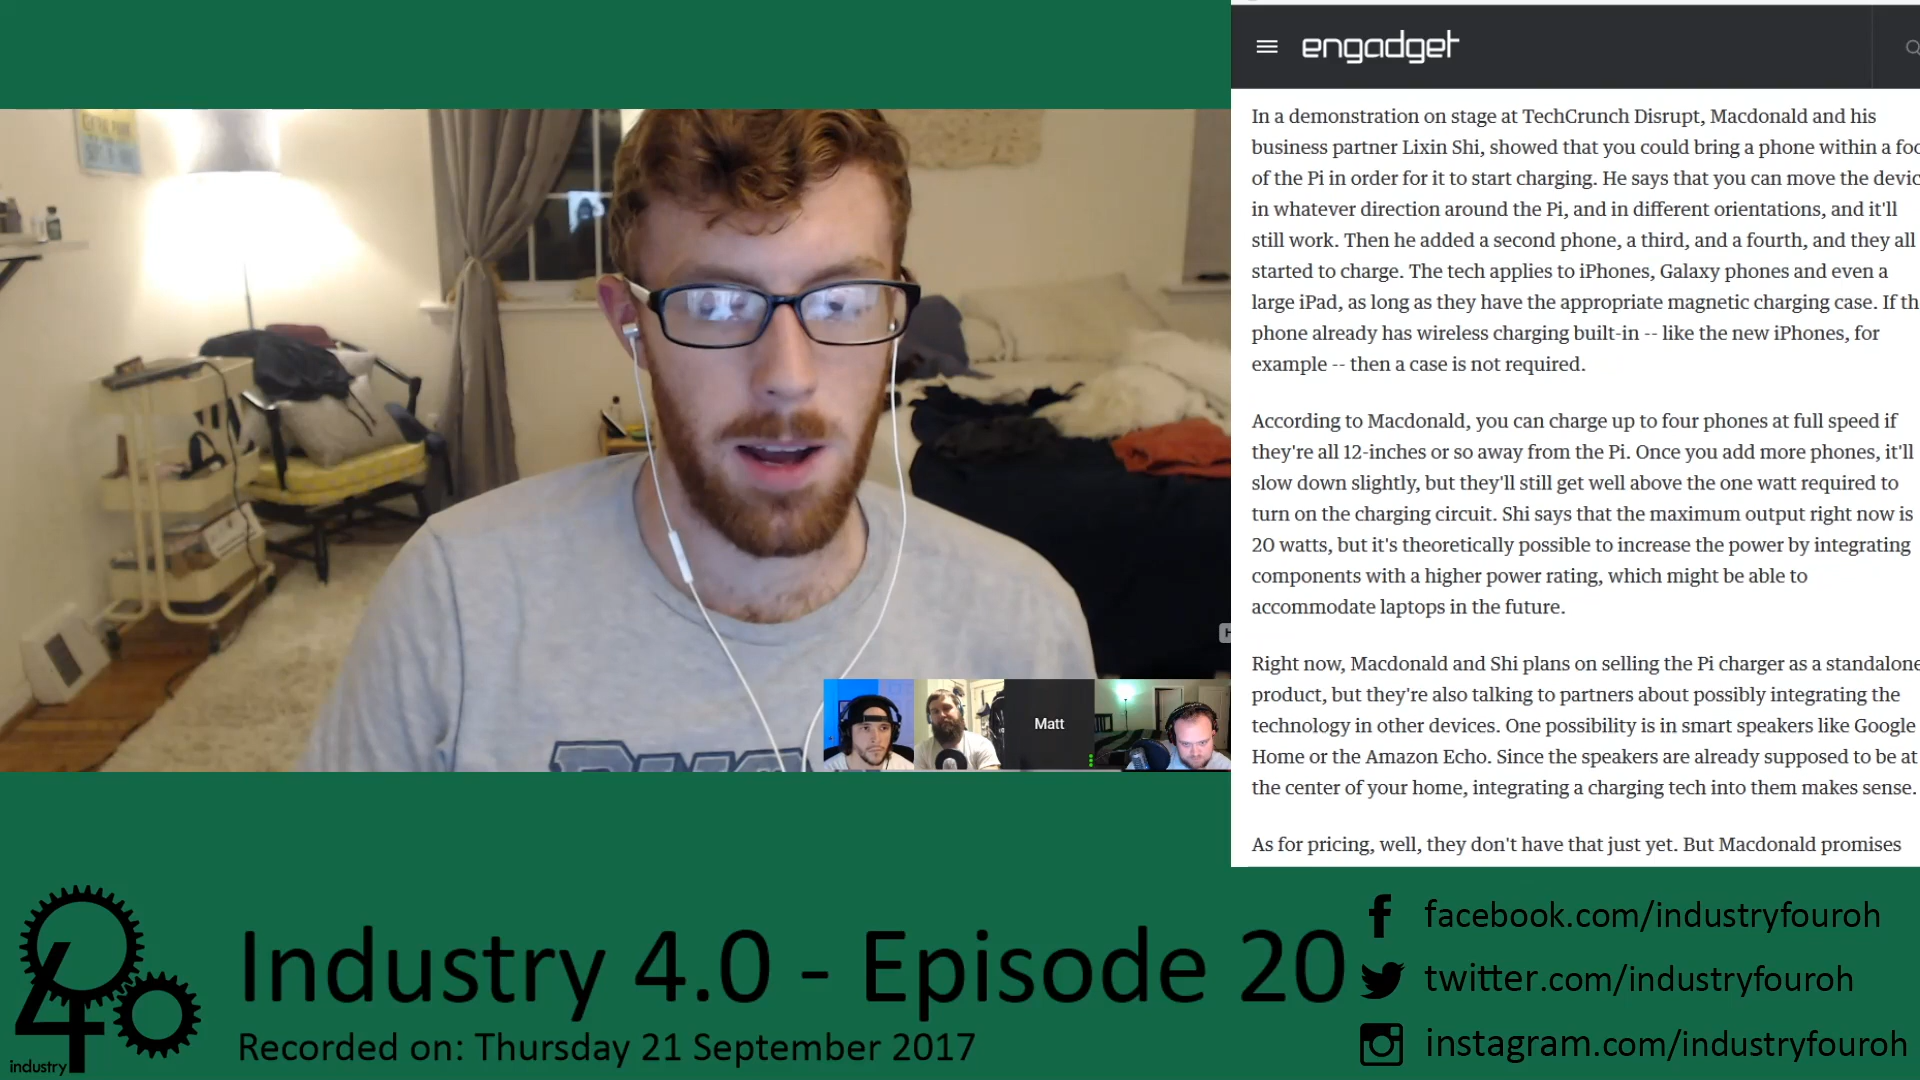 engadget
In a demonstration on stage at TechCrunch Disrupt, Macdonald and his
business partner Lixin Shi, showed that you could bring a phone within a foo
of the Pi in order for it to start charging. He says that you can move the devic
in whatever direction around the Pi, and in different orientations, and it'll
still work. Then he added a second phone, a third, and a fourth, and they all
started to charge. The tech applies to iPhones, Galaxy phones and even a
large iPad, as long as they have the appropriate magnetic charging case. If th
phone already has wireless charging built-in -- like the new iPhones, for
example -- then a case is not required.
According to Macdonald, you can charge up to four phones at full speed if
they're all 12-inches or so away from the Pi. Once you add more phones, it'll
slow down slightly, but they'll still get well above the one watt required to
turn on the charging circuit. Shi says that the maximum output right now is
20 watts, but it's theoretically possible to increase the power by integrating
components with a higher power rating, which might be able to
accommodate laptops in the future.
Right now, Macdonald and Shi plans on selling the Pi charger as a standalone
product, but they're also talking to partners about possibly integrating the
technology in other devices. One possibility is in smart speakers like Google
Home or the Amazon Echo. Since the speakers are already supposed to be at
the center of your home, integrating a charging tech into them makes sense.
As for pricing, well, they don't have that just yet. But Macdonald promises
Matt
4.0
industry
Industry 4.0 - Episode 20
Recorded on: Thursday 21 September 2017
facebook.com/industryfouroh
twitter.com/industryfouroh
instagram.com/industryfouroh